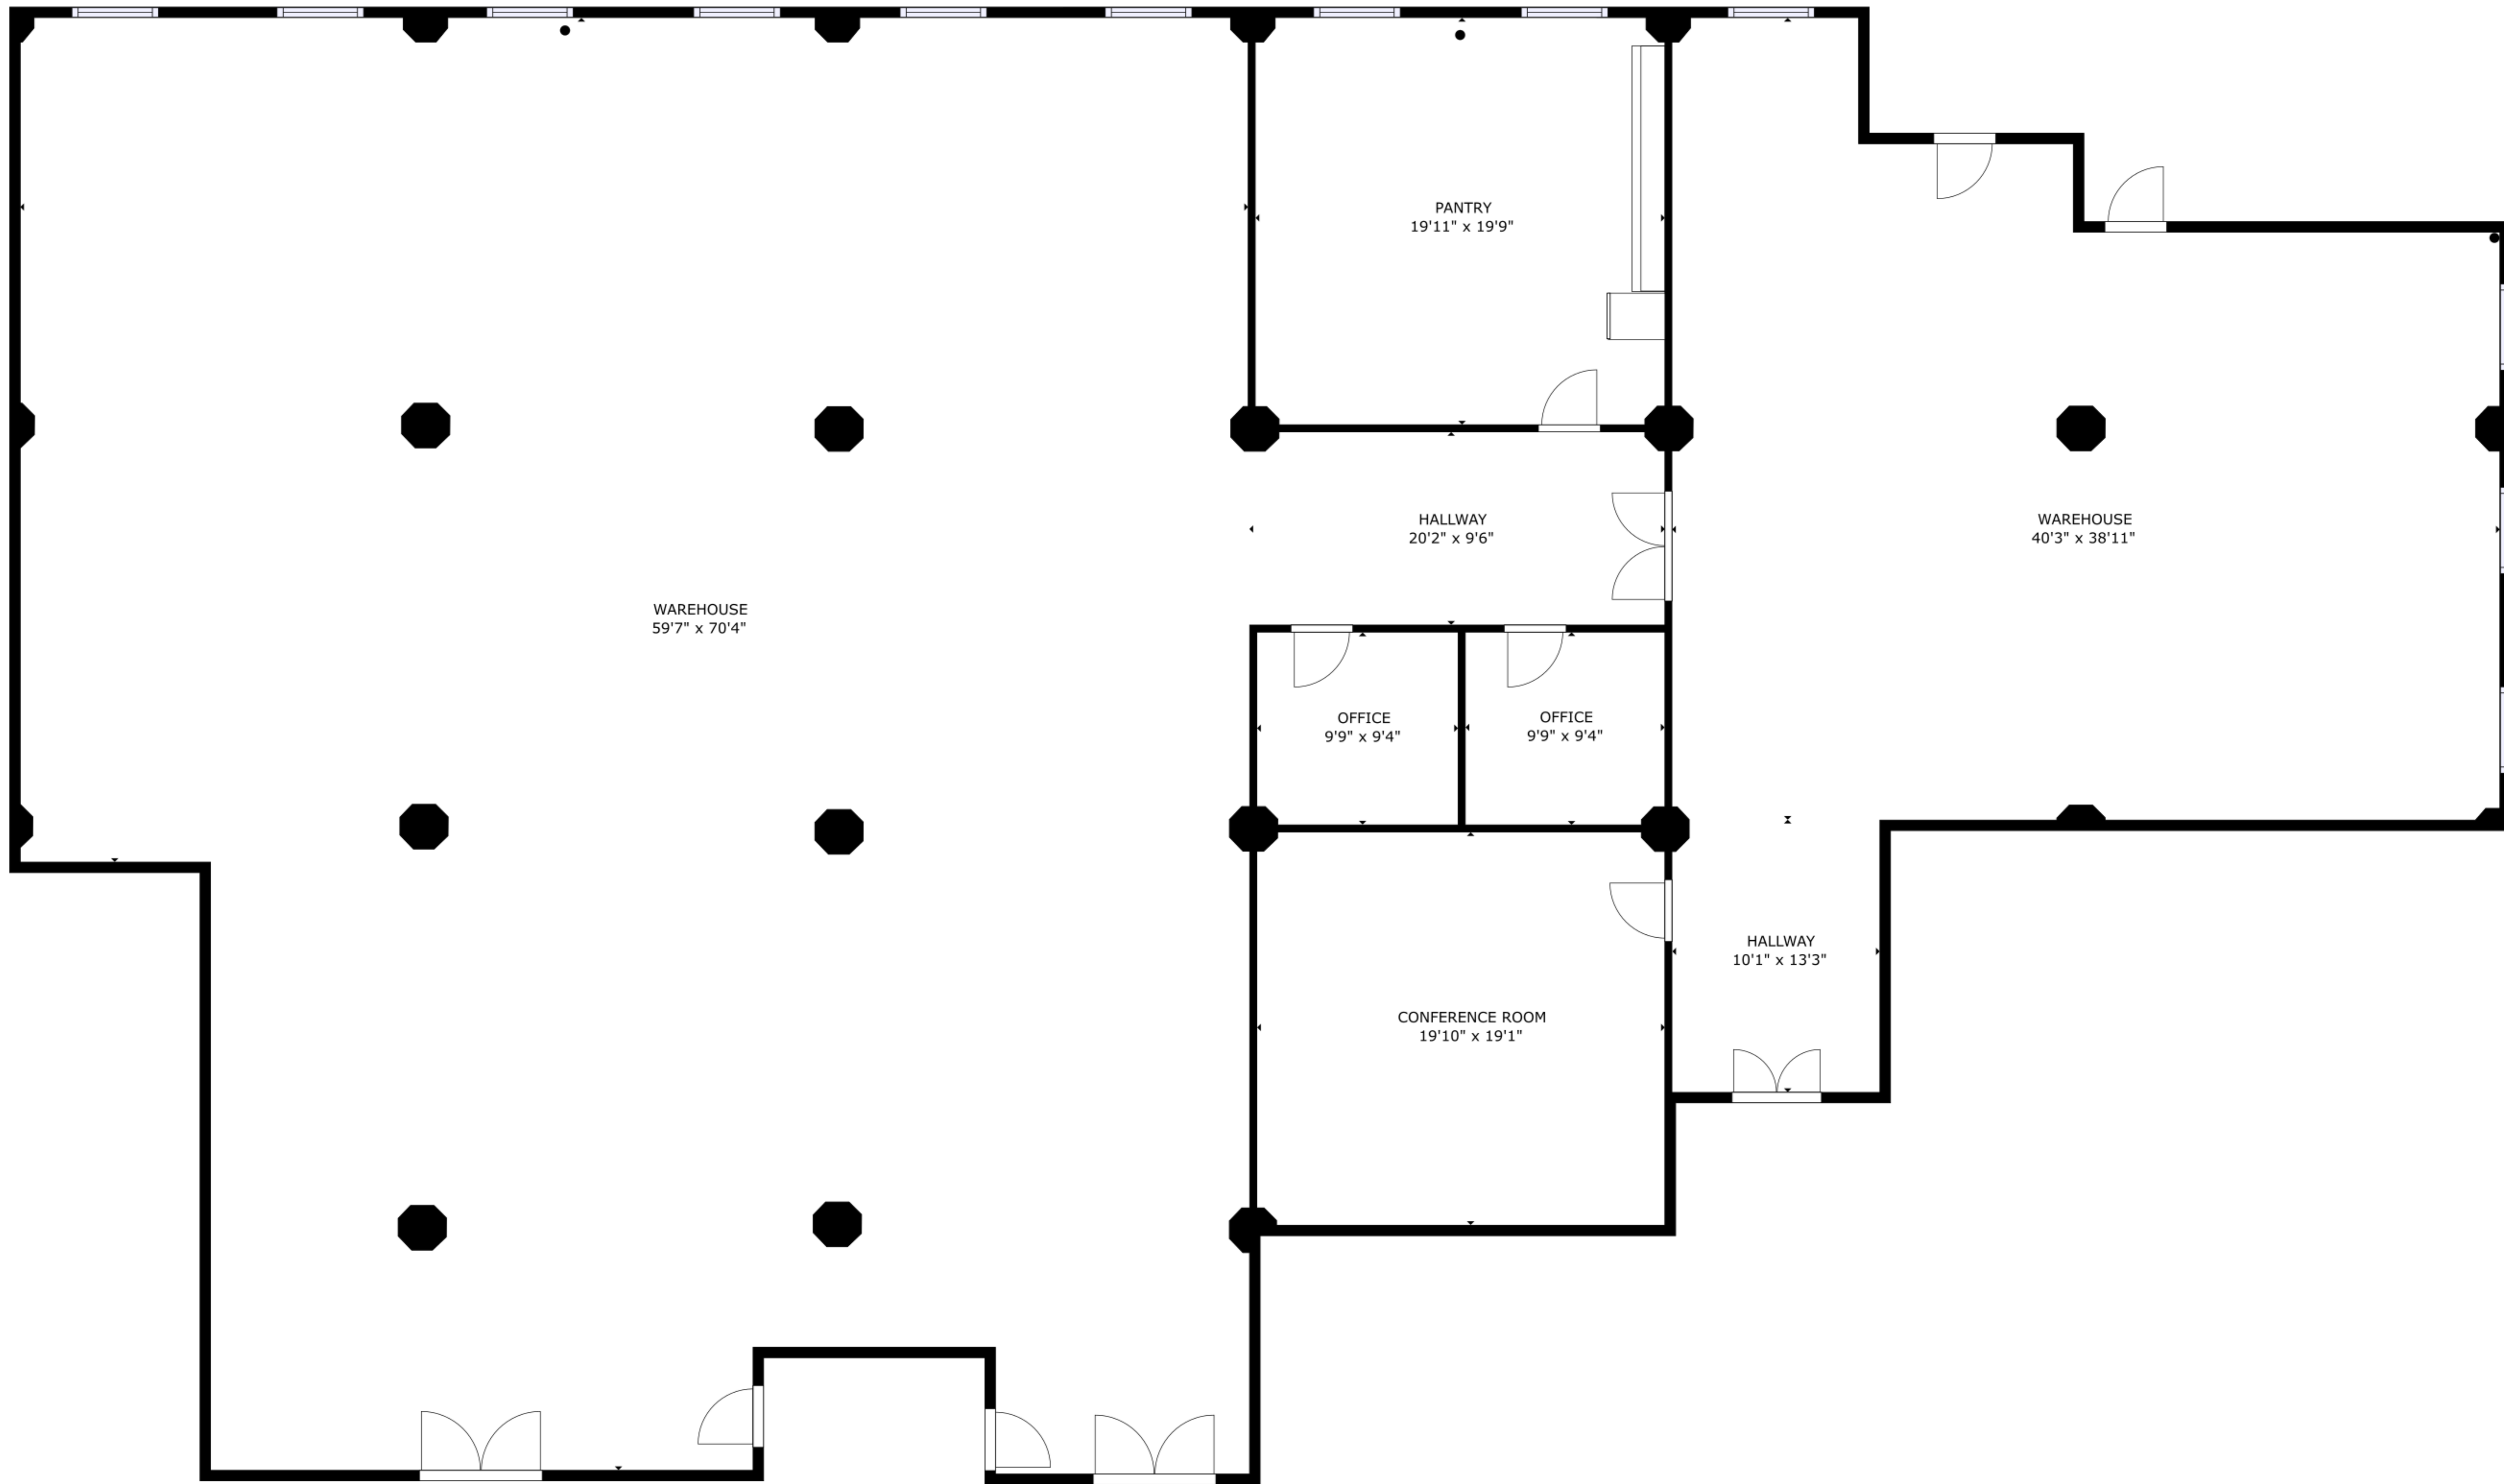 PANTRY
19'11" x 19'9"
HALLWAY
20'2" x 9'6"
WAREHOUSE
40'3" x 38'11"
WAREHOUSE
59'7" x 70'4"
OFFICE
9'9" x 9'4"
OFFICE
9'9" x 9'4"
HALLWAY
10'1" x 13'3"
CONFERENCE ROOM
19'10" x 19'1"